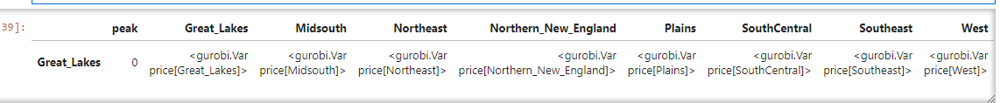 39]:
peak Great_Lakes Midsouth Northeast Northern_New_England Plains SouthCentral Southeast West
<gurobi.Var <gurobi.Var <gurobi.Var <gurobi.Var <gurobi.Var <gurobi.Var <gurobi.Var <gurobi.Var
Great_Lakes 0 price[Great_Lakes]> price[Midsouth]> price[Northeast]> price[Northern_New_England]> price[Plains]> price[SouthCentral]> price[Southeast]> price[West]>